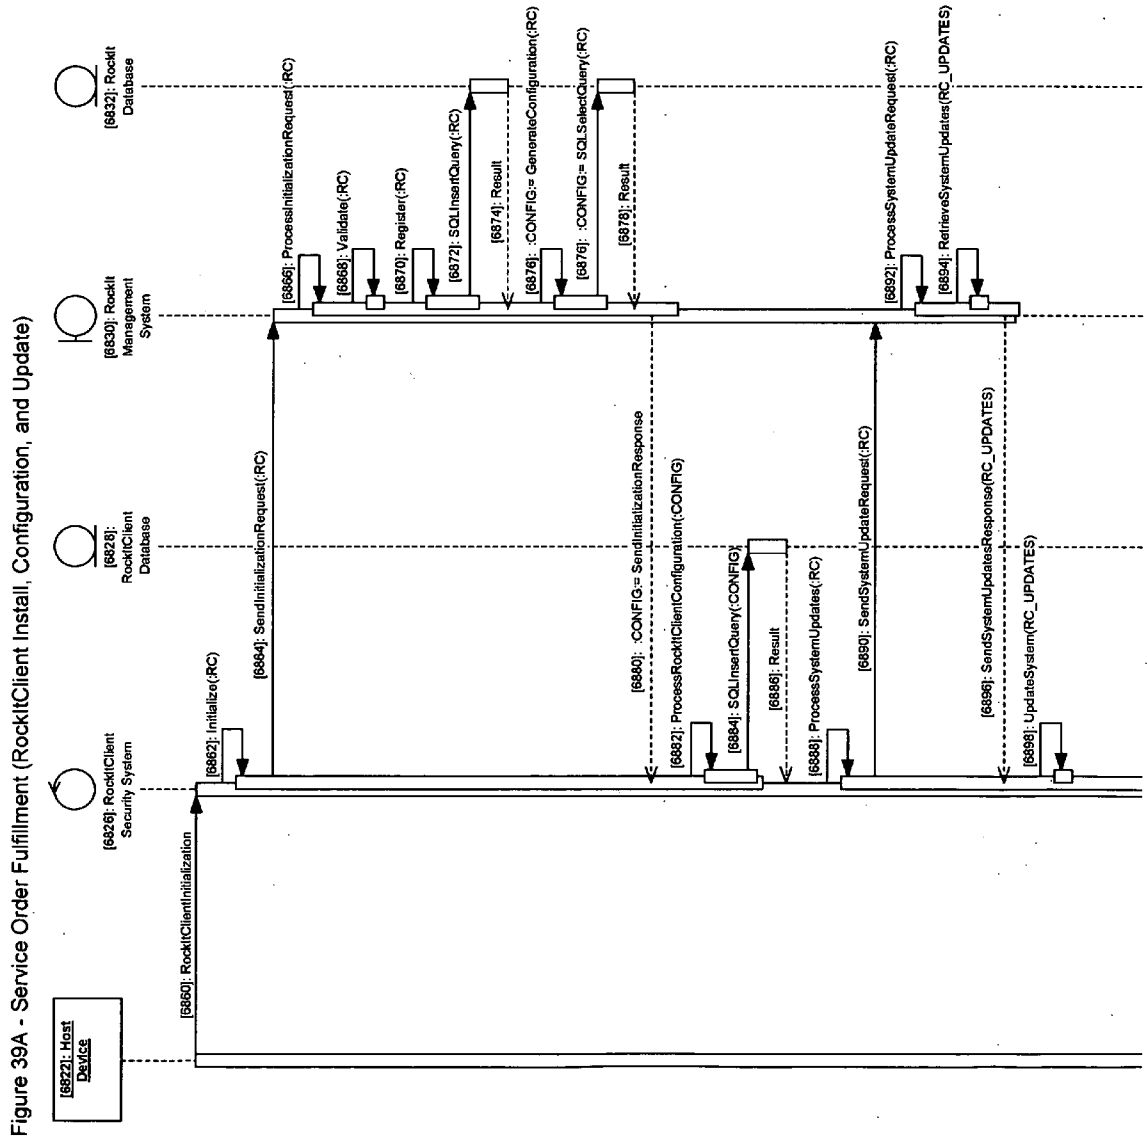 Figure 39A - Service Order Fulfillment (RockItClient Install, Configuration, and Update)
[6822]: Host
Device
[6826]: RockItClient
Security System
[6828]:
RockItClient
Database
[6830]: RockIt
Management
System
[6832]: RockIt
Database
[6860]: RockItClientInitialization
[6862]: Initialize(:RC)
[6864]: SendInitializationRequest(:RC)
[6866]: ProcessInitializationRequest(:RC)
[6868]: Validate(:RC)
[6870]: Register(:RC)
[6872]: SQLInsertQuery(:RC)
[6874]: Result
[6876]: :CONFIG:= GenerateConfiguration(:RC)
[6876]: :CONFIG:= SQLSelectQuery(:RC)
[6878]: Result
[6880]: :CONFIG:= SendInitializationResponse
[6882]: ProcessRockItClientConfiguration(:CONFIG)
[6884]: SQLInsertQuery(:CONFIG)
[6886]: Result
[6888]: ProcessSystemUpdates(:RC)
[6890]: SendSystemUpdateRequest(:RC)
[6892]: ProcessSystemUpdateRequest(:RC)
[6894]: RetrieveSystemUpdates(RC_UPDATES)
[6896]: SendSystemUpdatesResponse(RC_UPDATES)
[6898]: UpdateSystem(RC_UPDATES)